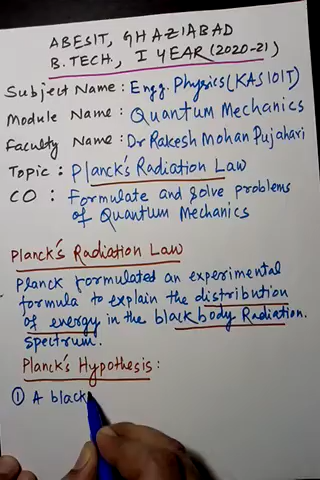 ABESIT, GHAZIABAD
B.TECH., I YEAR (2020-21)
Subject Name: Engg. Physics (KAS101T)
Module Name: Quantum Mechanics
Faculty Name: Dr Rakesh Mohan Pujahari
Topic: Planck's Radiation Law
CO: Formulate and solve problems
of Quantum Mechanics
Planck's Radiation Law
Planck formulated an experimental
formula to explain the distribution
of energy in the black body Radiation.
Spectrum.
Planck's Hypothesis:
① A black